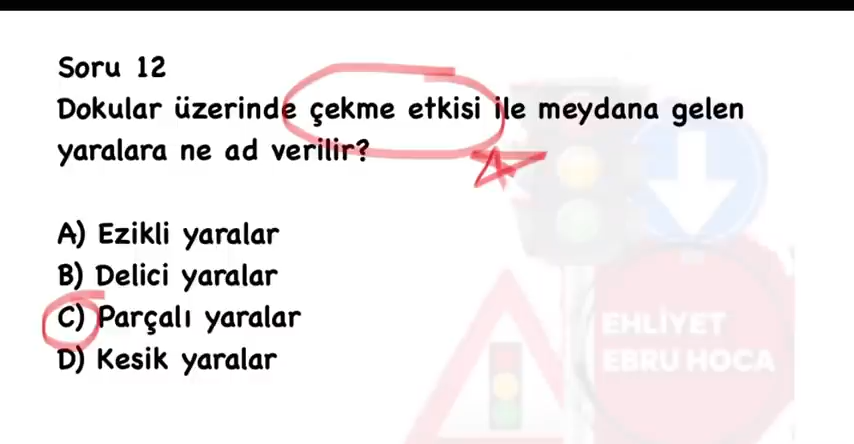 Soru 12
Dokular üzerinde çekme etkisi ile meydana gelen
yaralara ne ad verilir?
A) Ezikli yaralar
B) Delici yaralar
C) Parçalı yaralar
D) Kesik yaralar
EHLİYET
EBRU HOCA